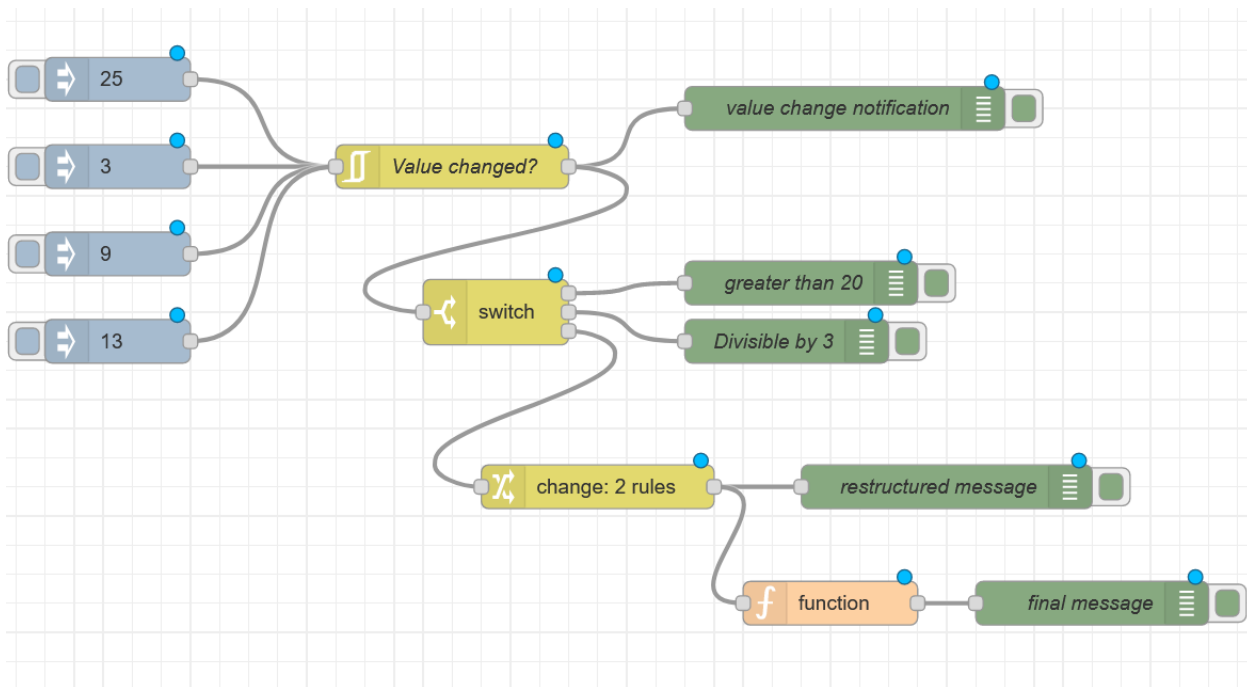 25
value change notification
3
Value changed?
9
greater than 20
switch
13
Divisible by 3
change: 2 rules
restructured message
function
final message